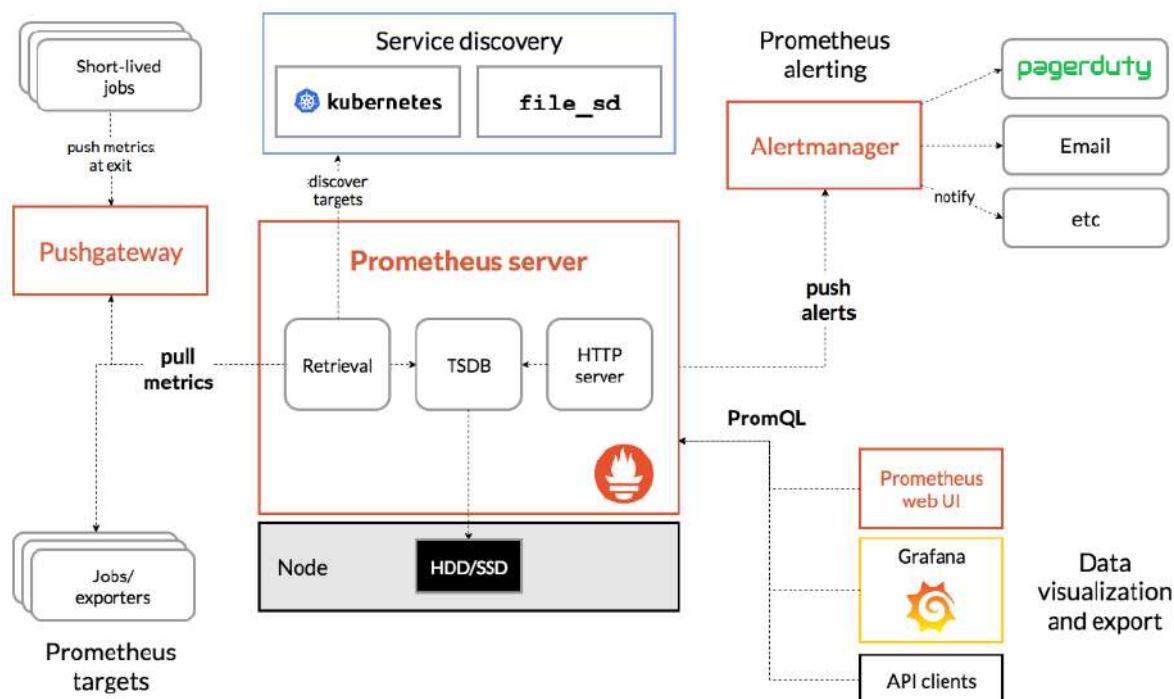 Short-lived
jobs
push metrics
at exit
Pushgateway
pull
metrics
Jobs/
exporters
Prometheus
targets
Service discovery
kubernetes
file_sd
discover
targets
Prometheus server
Retrieval
TSDB
HTTP
server
Node
HDD/SSD
Prometheus
alerting
Alertmanager
pagerduty
Email
notify
etc
push
alerts
PromQL
Prometheus
web UI
Grafana
API clients
Data
visualization
and export